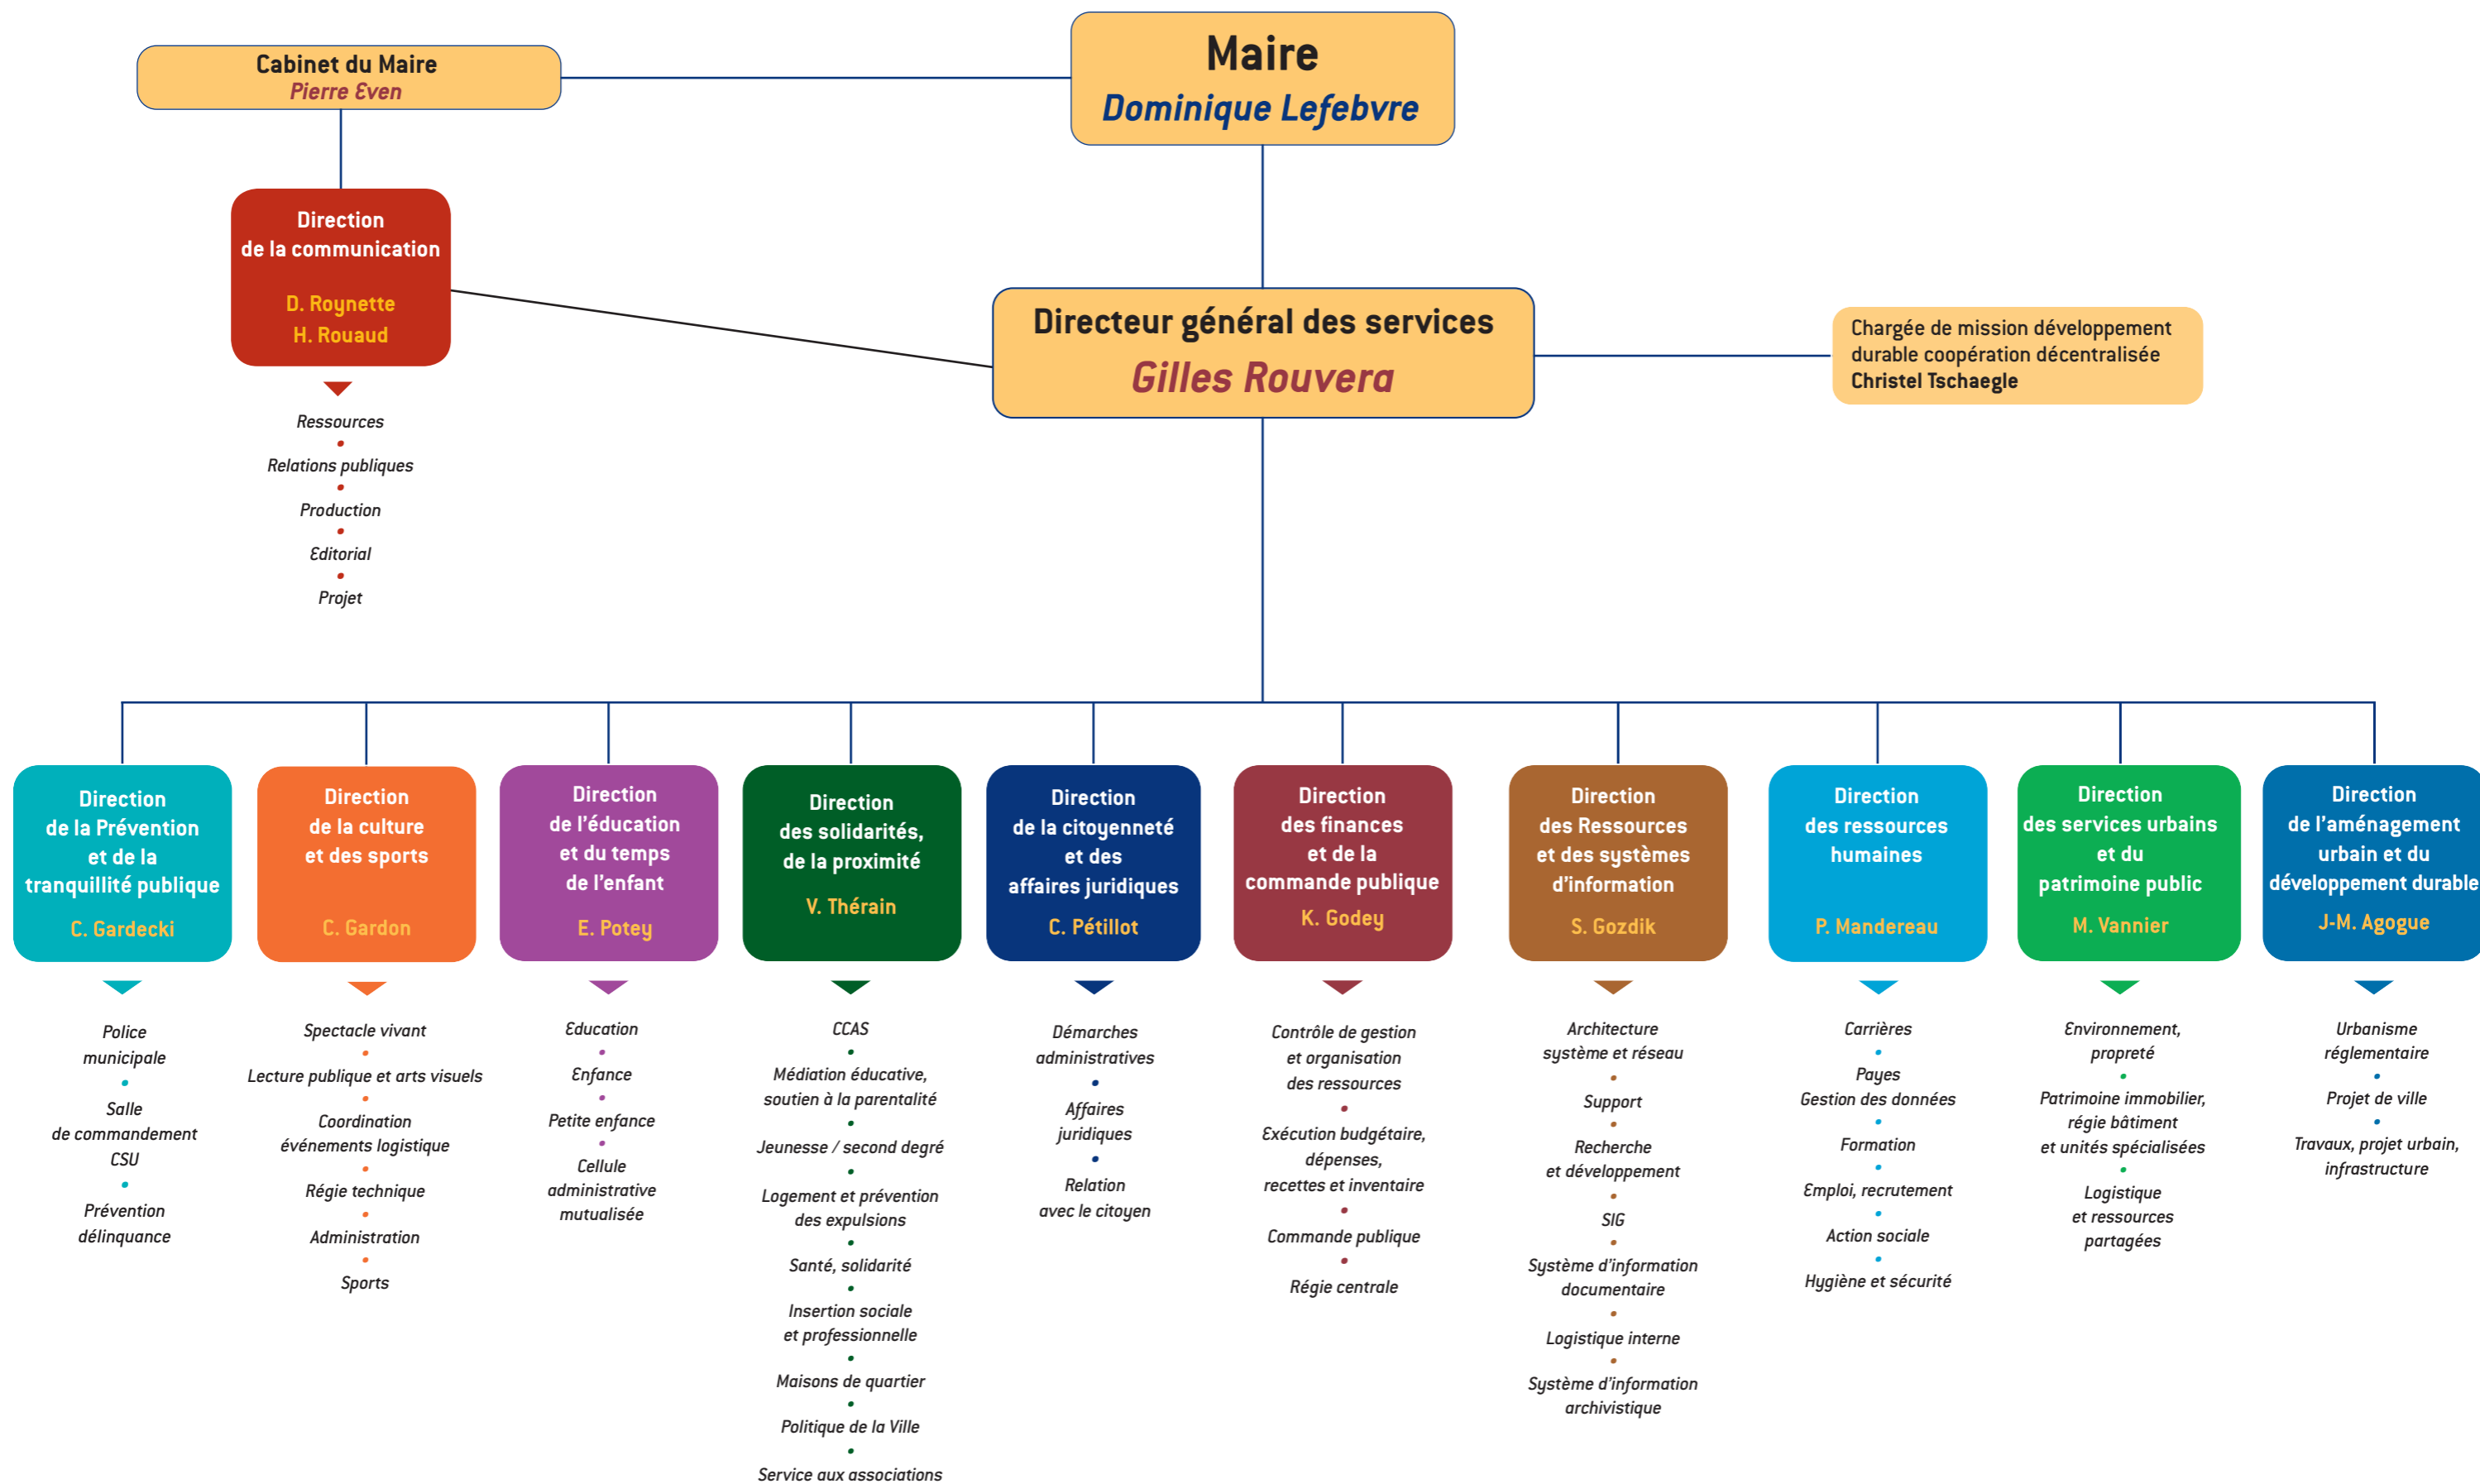 Cabinet du Maire
Pierre Even
Maire
Dominique Lefebvre
Direction
de la communication
D. Roynette
H. Rouaud
Ressources
Relations publiques
Production
Editorial
Projet
Directeur général des services
Gilles Rouvera
Chargée de mission développement
durable coopération décentralisée
Christel Tschaegle
Direction
de la Prévention
et de la
tranquillité publique
C. Gardecki
Police
municipale
Salle
de commandement
CSU
Prévention
délinquance
Direction
de la culture
et des sports
C. Gardon
Spectacle vivant
Lecture publique et arts visuels
Coordination
événements logistique
Régie technique
Administration
Sports
Direction
de l'éducation
et du temps
de l'enfant
E. Potey
Education
Enfance
Petite enfance
Cellule
administrative
mutualisée
Direction
des solidarités,
de la proximité
V. Thérain
CCAS
Médiation éducative,
soutien à la parentalité
Jeunesse / second degré
Logement et prévention
des expulsions
Santé, solidarité
Insertion sociale
et professionnelle
Maisons de quartier
Politique de la Ville
Service aux associations
Direction
de la citoyenneté
et des
affaires juridiques
C. Pétillot
Démarches
administratives
Affaires
juridiques
Relation
avec le citoyen
Direction
des finances
et de la
commande publique
K. Godey
Contrôle de gestion
et organisation
des ressources
Exécution budgétaire,
dépenses,
recettes et inventaire
Commande publique
Régie centrale
Direction
des Ressources
et des systèmes
d'information
S. Gozdik
Architecture
système et réseau
Support
Recherche
et développement
SIG
Système d'information
documentaire
Logistique interne
Système d'information
archivistique
Direction
des ressources
humaines
P. Mandereau
Carrières
Payes
Gestion des données
Formation
Emploi, recrutement
Action sociale
Hygiène et sécurité
Direction
des services urbains
et du
patrimoine public
M. Vannier
Environnement,
propreté
Patrimoine immobilier,
régie bâtiment
et unités spécialisées
Logistique
et ressources
partagées
Direction
de l'aménagement
urbain et du
développement durable
J-M. Agogue
Urbanisme
réglementaire
Projet de ville
Travaux, projet urbain,
infrastructure